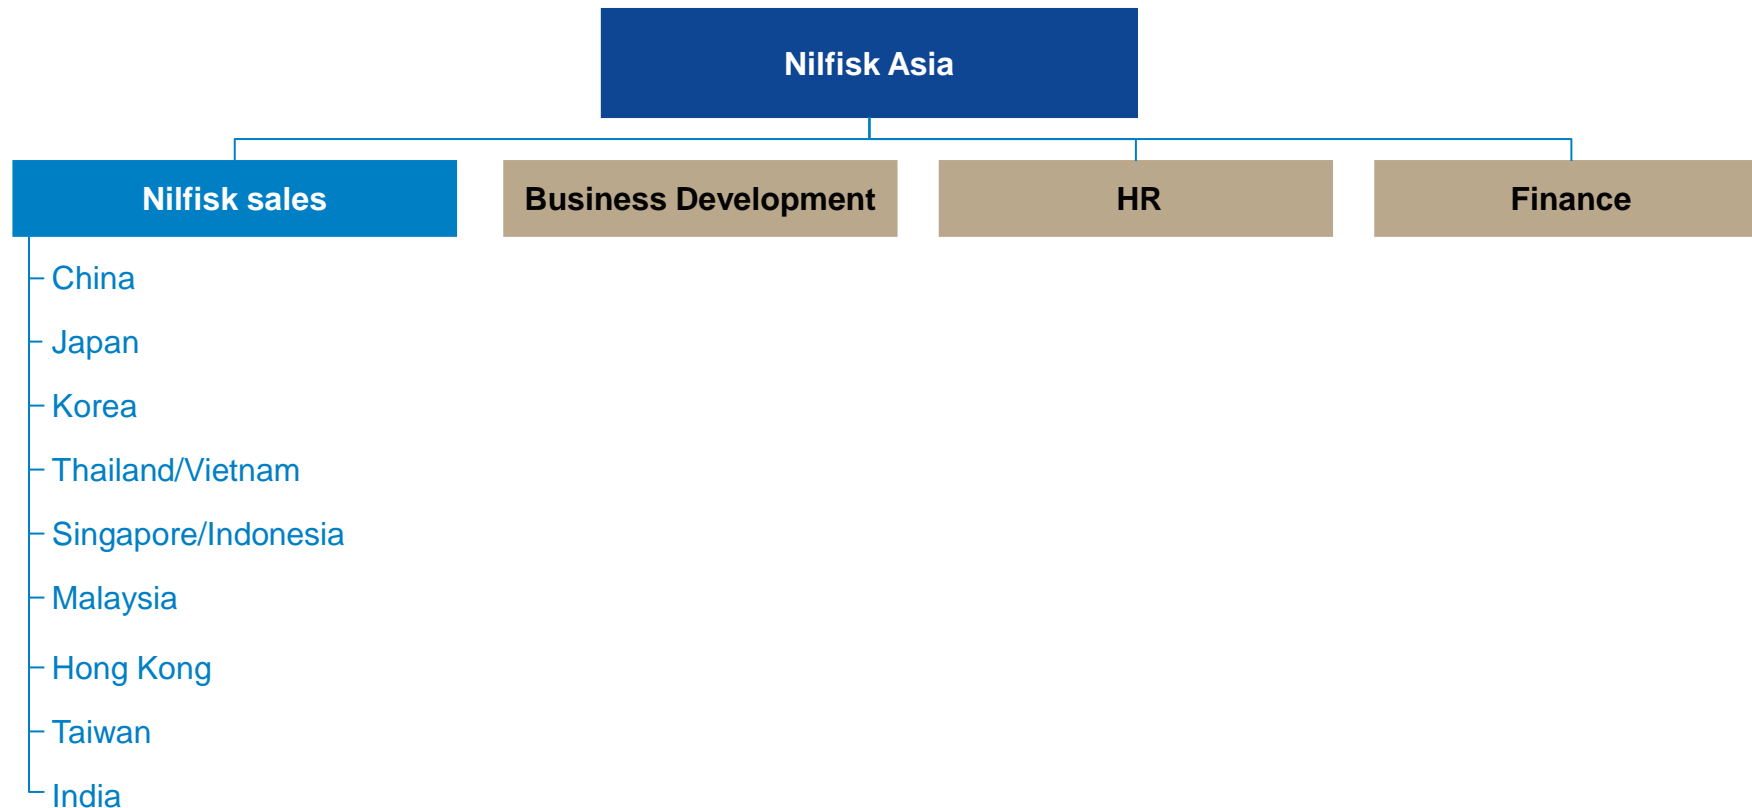 Nilfisk Asia
Nilfisk sales
Business Development
HR
Finance
China
Japan
Korea
Thailand/Vietnam
Singapore/Indonesia
Malaysia
Hong Kong
Taiwan
India